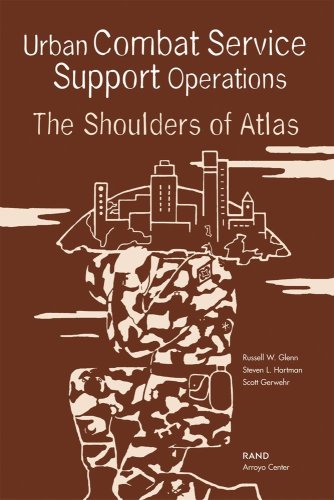 Urban Combat Service
Support Operations
The Shoulders of Atlas
Russell W. Glenn
Steven L. Hartman
Scott Gerwehr
RAND
Arroyo Center